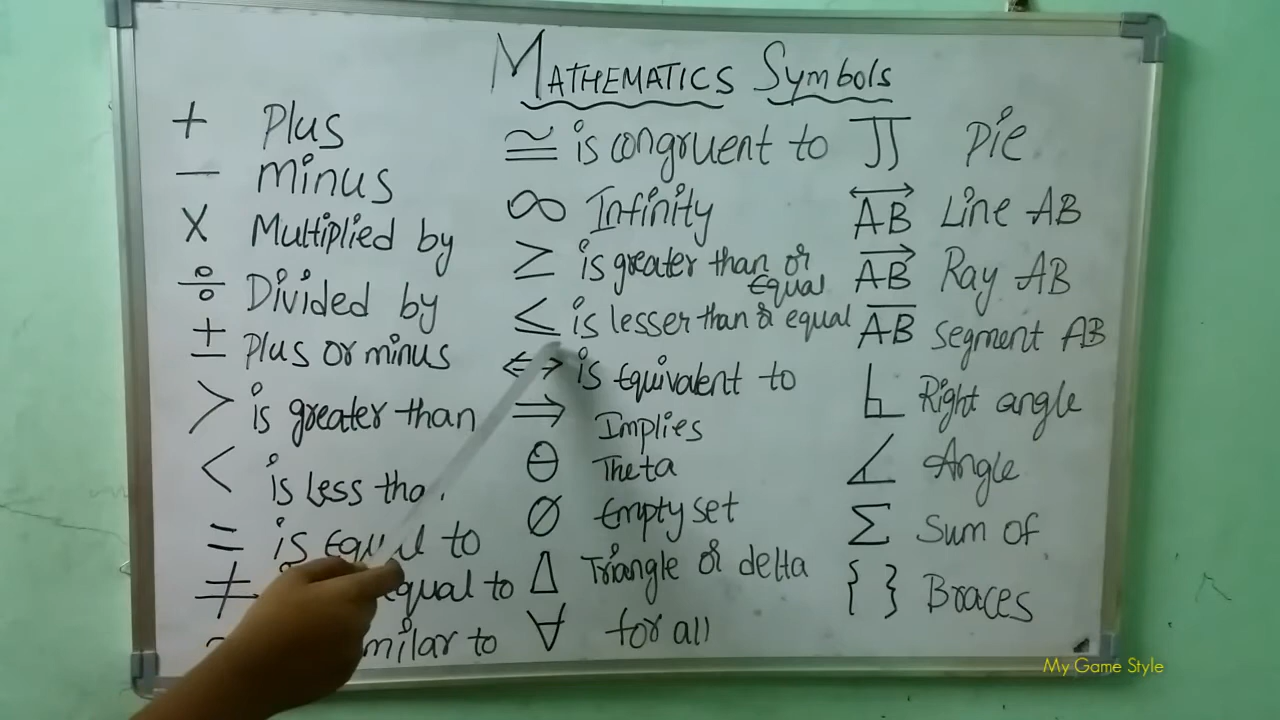 MATHEMATICS Symbols
+ Plus
− minus
× Multiplied by
÷ Divided by
± Plus or minus
> is greater than
< is Less
= is Equal to
≠ equal to
to
≅ is congruent to
∞ Infinity
≥ is greater than or
Equal
≤ is lesser than or equal
↔ is Equivalent to
⇒ Implies
θ Theta
∅ Empty set
Δ Triangle or delta
∀ for all
π Pie
A͞B Line AB
AB Ray AB
AB segment AB
∟ Right angle
∠ Angle
Σ Sum of
{ } Braces
My Game Style